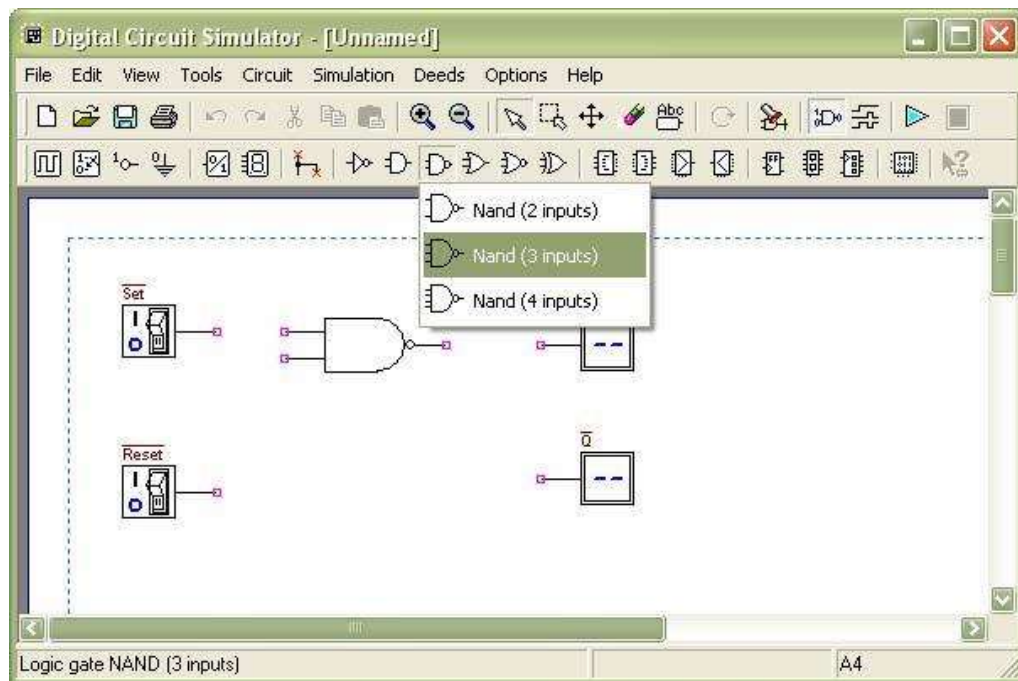 Digital Circuit Simulator - [Unnamed]
File Edit View Tools Circuit Simulation Deeds Options Help
Abc
Nand (2 inputs)
Nand (3 inputs)
Nand (4 inputs)
Set
Q
Reset
Logic gate NAND (3 inputs)
A4